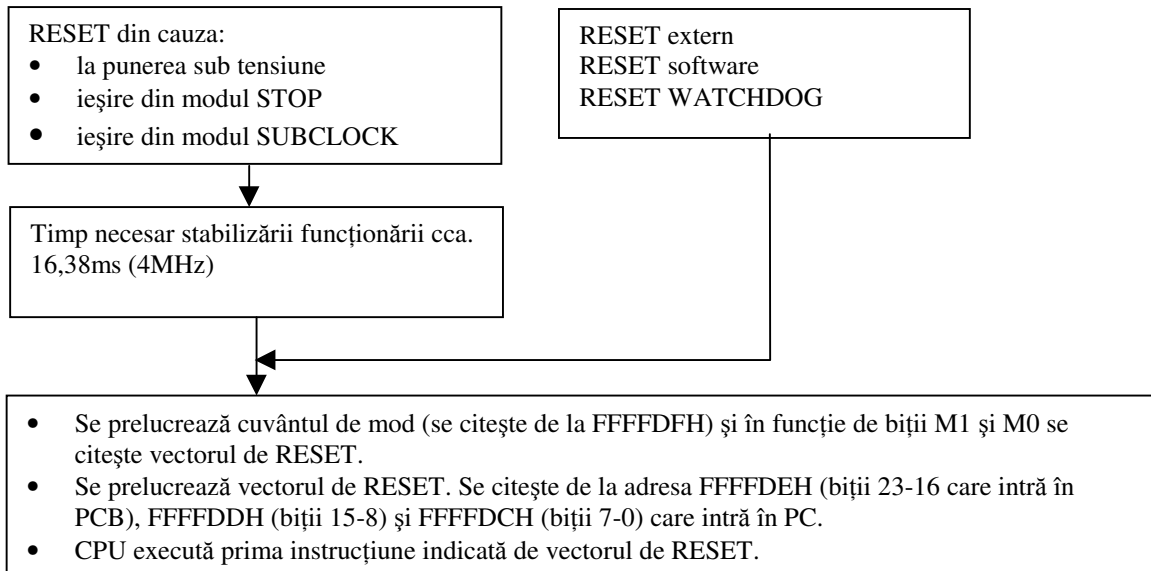 RESET din cauza:
• la punerea sub tensiune
• ieşire din modul STOP
• ieşire din modul SUBCLOCK
RESET extern
RESET software
RESET WATCHDOG
Timp necesar stabilizării funcţionării cca.
16,38ms (4MHz)
• Se prelucrează cuvântul de mod (se citeşte de la FFFFDFH) şi în funcţie de biţii M1 şi M0 se
citeşte vectorul de RESET.
• Se prelucrează vectorul de RESET. Se citeşte de la adresa FFFFDEH (biţii 23-16 care intră în
PCB), FFFFDDH (biţii 15-8) şi FFFFDCH (biţii 7-0) care intră în PC.
• CPU execută prima instrucţiune indicată de vectorul de RESET.